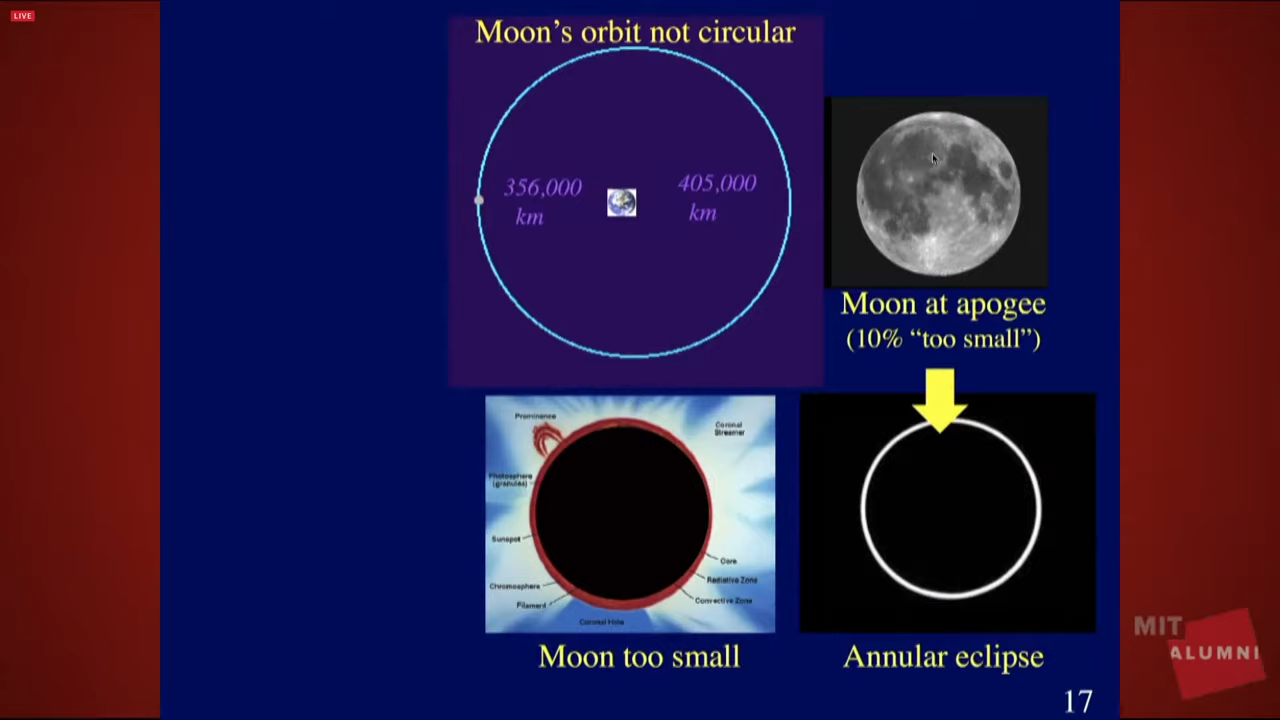 LIVE
Moon's orbit not circular
356,000
km
405,000
km
Moon at apogee
(10% “too small”)
Prominence
Coronal
Streamer
Photosphere
(granules)
Sunspot
Core
Chromosphere
Radiative Zone
Filament
Convective Zone
Coronal Hole
Moon too small
Annular eclipse
17
MIT
ALUMNI